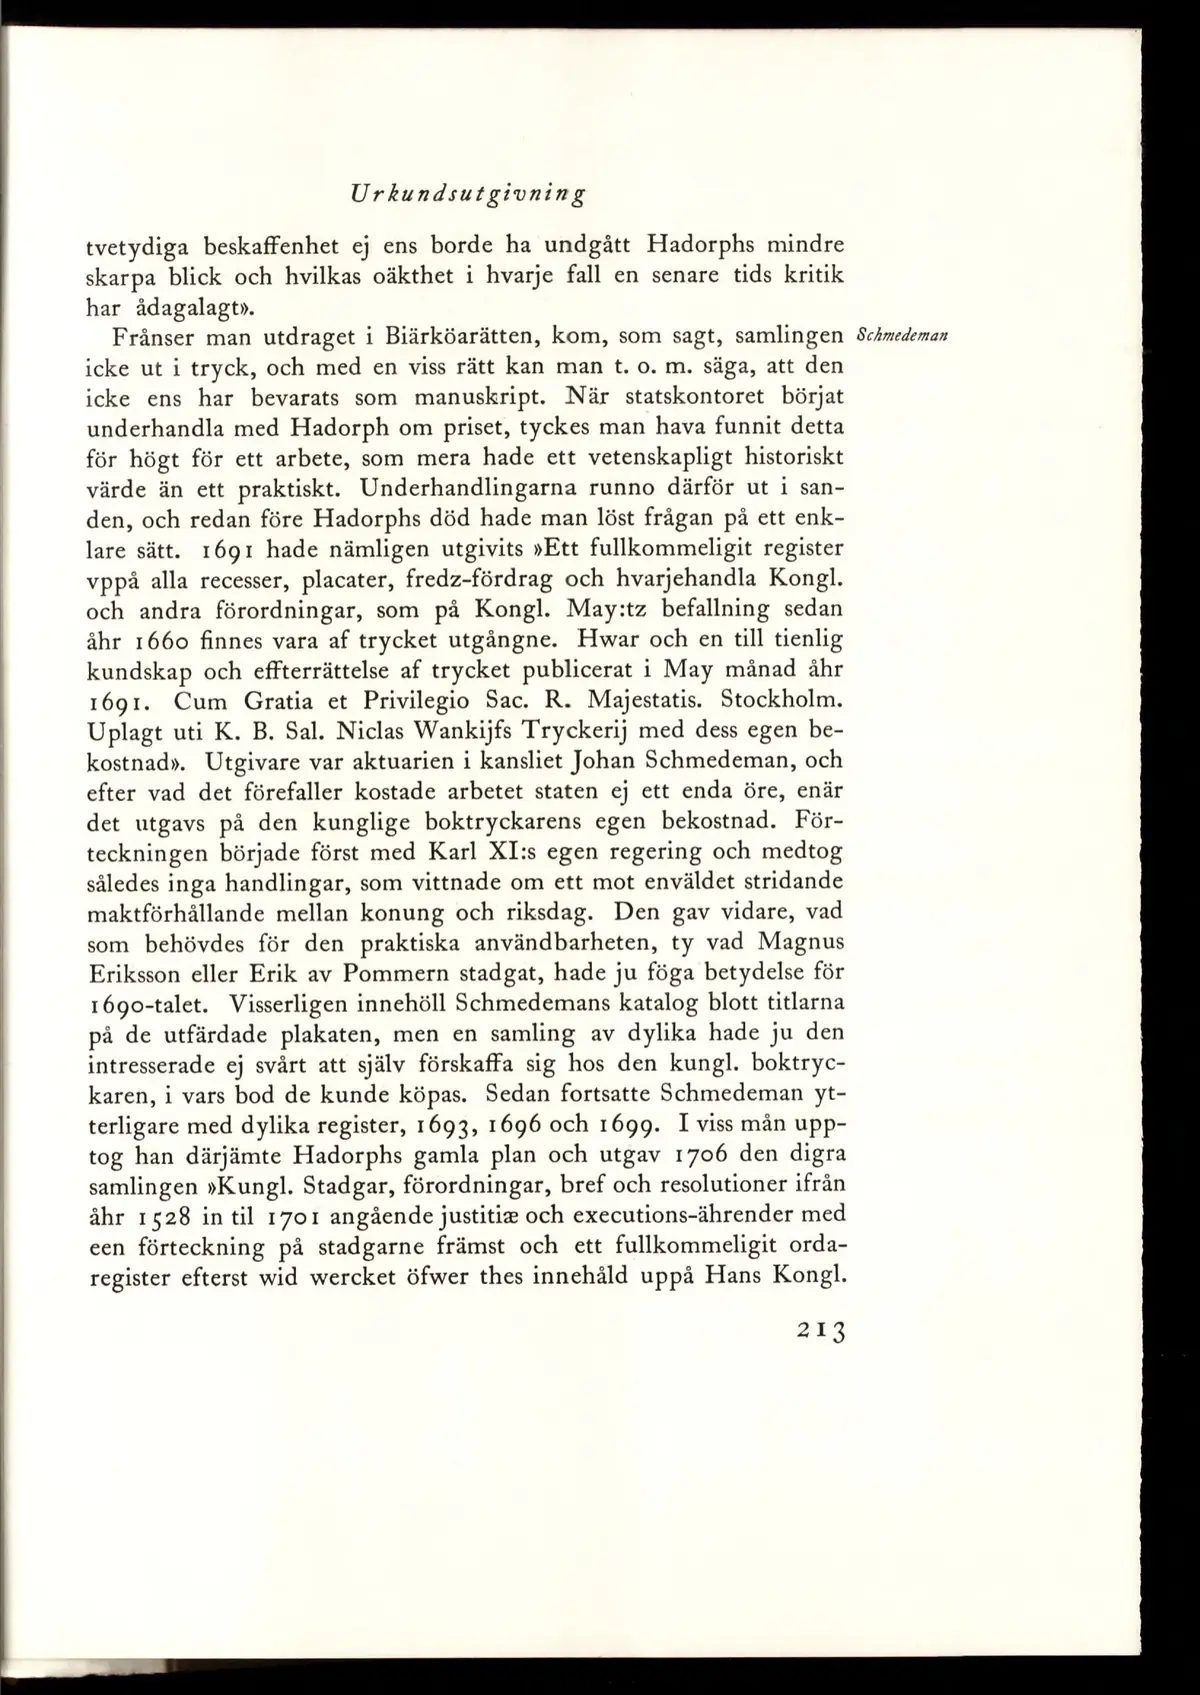 Urkundsutgivning
tvetydiga beskaffenhet ej ens borde ha undgått Hadorphs mindre
skarpa blick och hvilkas oäkthet i hvarje fall en senare tids kritik
har ådagalagt».
Frånser man utdraget i Biärköarätten, kom, som sagt, samlingen
Schmedeman
icke ut i tryck, och med en viss rätt kan man t. o. m. säga, att den
icke ens har bevarats som manuskript. När statskontoret börjat
underhandla med Hadorph om priset, tyckes man hava funnit detta
för högt för ett arbete, som mera hade ett vetenskapligt historiskt
värde än ett praktiskt. Underhandlingarna runno därför ut i san-
den, och redan före Hadorphs död hade man löst frågan på ett enk-
lare sätt. 1691 hade nämligen utgivits »Ett fullkommeligit register
vppå alla recesser, placater, fredz-fördrag och hvarjehandla Kongl.
och andra förordningar, som på Kongl. May:tz befallning sedan
åhr 1660 finnes vara af trycket utgångne. Hwar och en till tienlig
kundskap och effterrättelse af trycket publicerat i May månad åhr
1691. Cum Gratia et Privilegio Sac. R. Majestatis. Stockholm.
Uplagt uti K. B. Sal. Niclas Wankijfs Tryckerij med dess egen be-
kostnad». Utgivare var aktuarien i kansliet Johan Schmedeman, och
efter vad det förefaller kostade arbetet staten ej ett enda öre, enär
det utgavs på den kunglige boktryckarens egen bekostnad. För-
teckningen började först med Karl XI:s egen regering och medtog
således inga handlingar, som vittnade om ett mot enväldet stridande
maktförhållande mellan konung och riksdag. Den gav vidare, vad
som behövdes för den praktiska användbarheten, ty vad Magnus
Eriksson eller Erik av Pommern stadgat, hade ju föga betydelse för
1690-talet. Visserligen innehöll Schmedemans katalog blott titlarna
på de utfärdade plakaten, men en samling av dylika hade ju den
intresserade ej svårt att själv förskaffa sig hos den kungl. boktryc-
karen, i vars bod de kunde köpas. Sedan fortsatte Schmedeman yt-
terligare med dylika register, 1693, 1696 och 1699. I viss mån upp-
tog han därjämte Hadorphs gamla plan och utgav 1706 den digra
samlingen »Kungl. Stadgar, förordningar, bref och resolutioner ifrån
åhr 1528 in til 1701 angående justitiæ och executions-ährender med
een förteckning på stadgarne främst och ett fullkommeligit orda-
register efterst wid wercket öfwer thes innehåld uppå Hans Kongl.
213